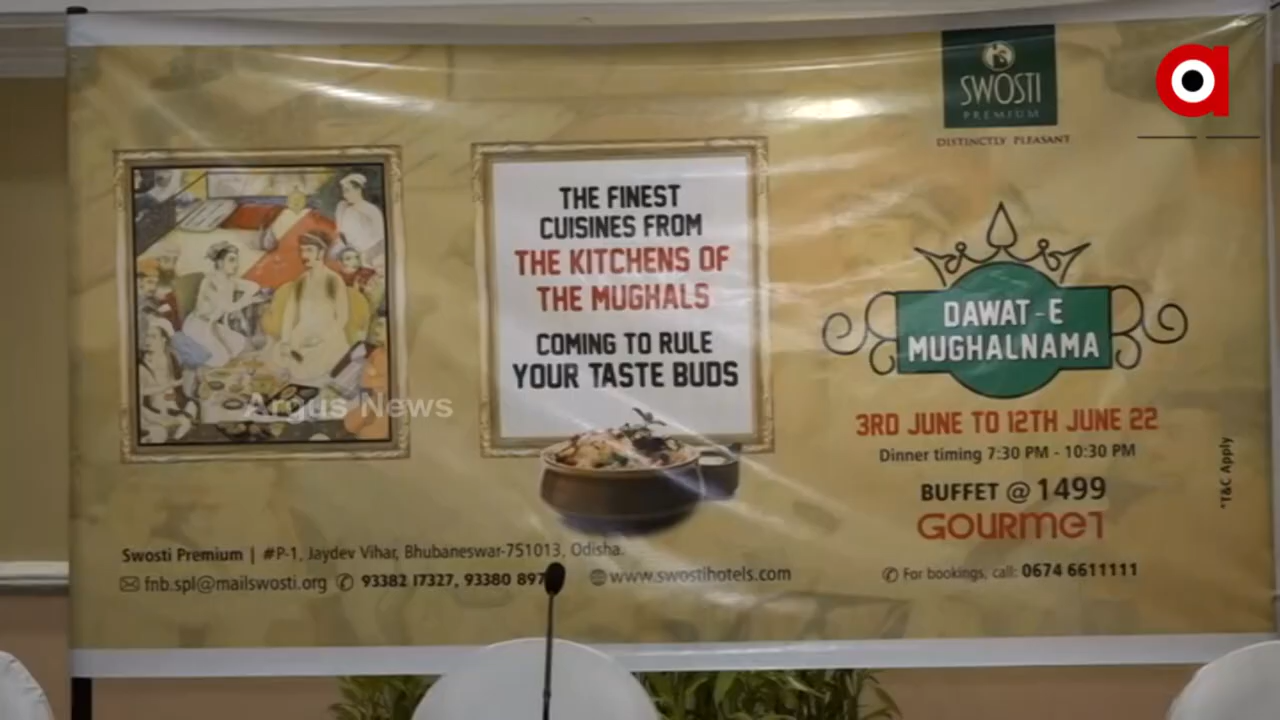 SWOSTI
PREMIUM
DISTINCTLY PLEASANT
THE FINEST
CUISINES FROM
THE KITCHENS OF
THE MUGHALS
COMING TO RULE
YOUR TASTE BUDS
DAWAT-E
MUGHALNAMA
3RD JUNE TO 12TH JUNE 22
Dinner timing 7:30 PM - 10:30 PM
BUFFET @ 1499
GOURMET
*T&C Apply
Argus News
Swosti Premium | #P-1, Jaydev Vihar, Bhubaneswar-751013, Odisha.
fnb.spl@mailswosti.org 93382 17327, 93380 897 www.swostihotels.com
For bookings, call: 0674 6611111